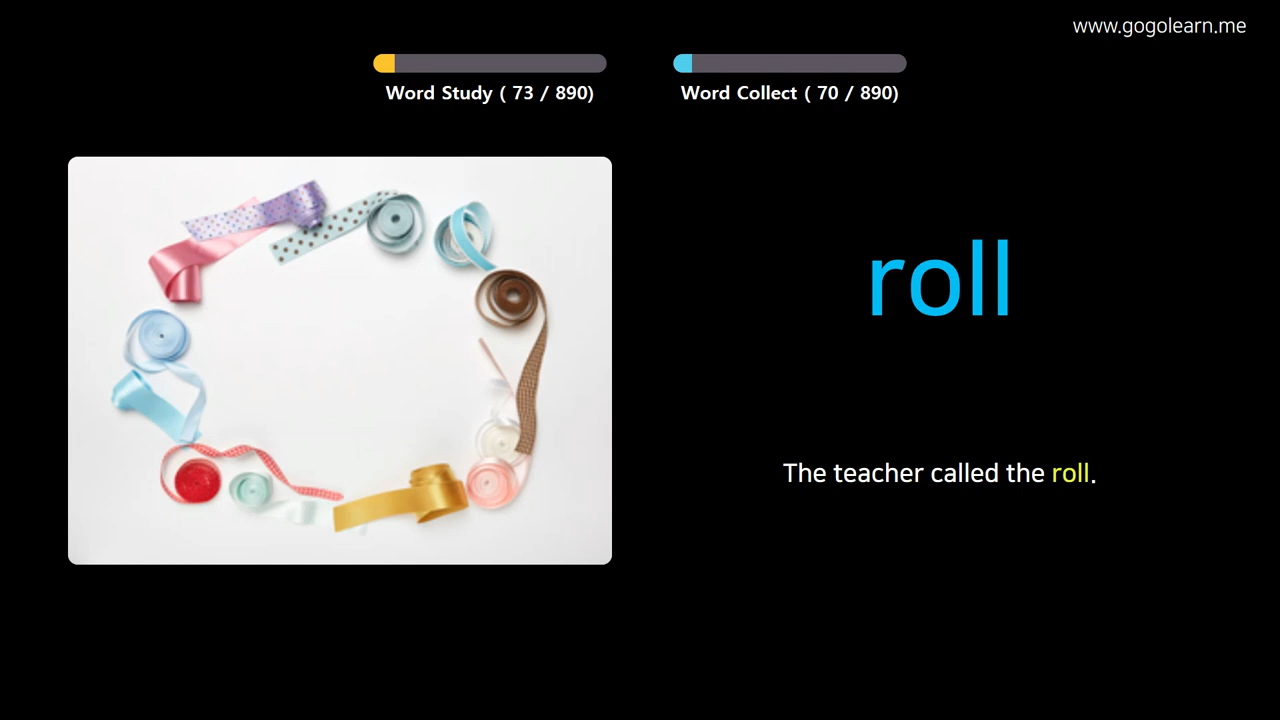 www.gogolearn.me
Word Study ( 73 / 890)
Word Collect ( 70 / 890)
roll
The teacher called the roll.